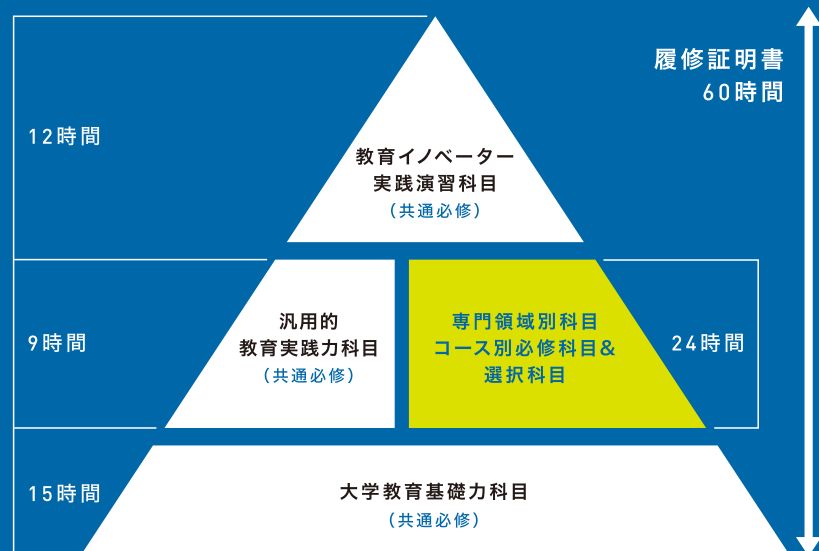 履修証明書
60時間
12時間
教育イノベーター
実践演習科目
（共通必修）
9時間
汎用的
教育実践力科目
（共通必修）
専門領域別科目
コース別必修科目&
選択科目
24時間
15時間
大学教育基礎力科目
（共通必修）